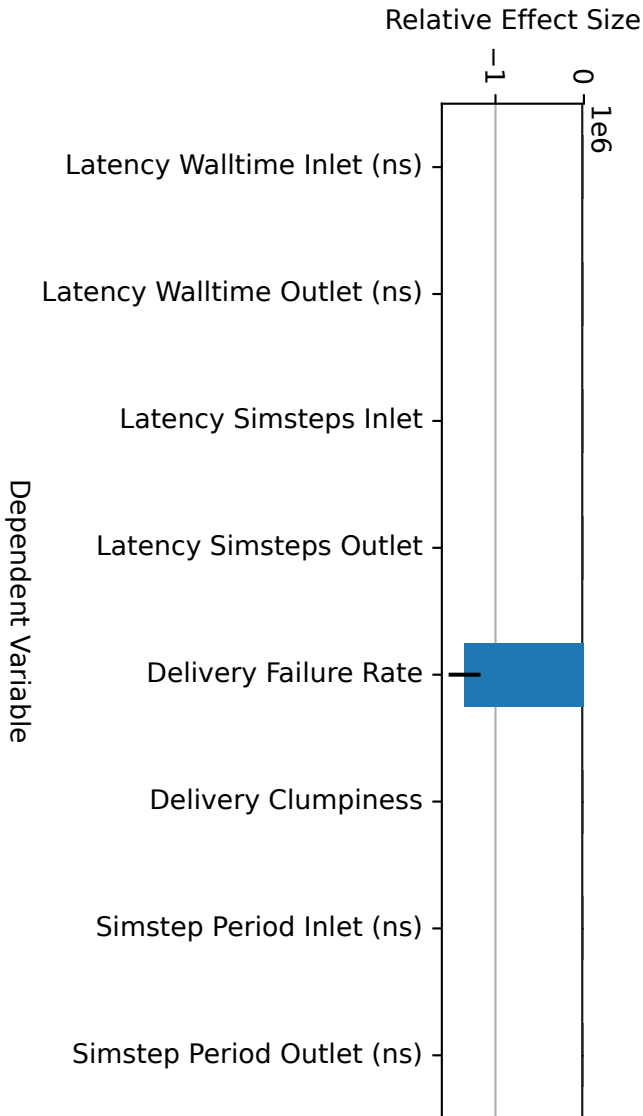 Relative Effect Size
−1
0
1e6
Latency Walltime Inlet (ns)
Latency Walltime Outlet (ns)
Latency Simsteps Inlet
Latency Simsteps Outlet
Delivery Failure Rate
Delivery Clumpiness
Simstep Period Inlet (ns)
Simstep Period Outlet (ns)
Dependent Variable